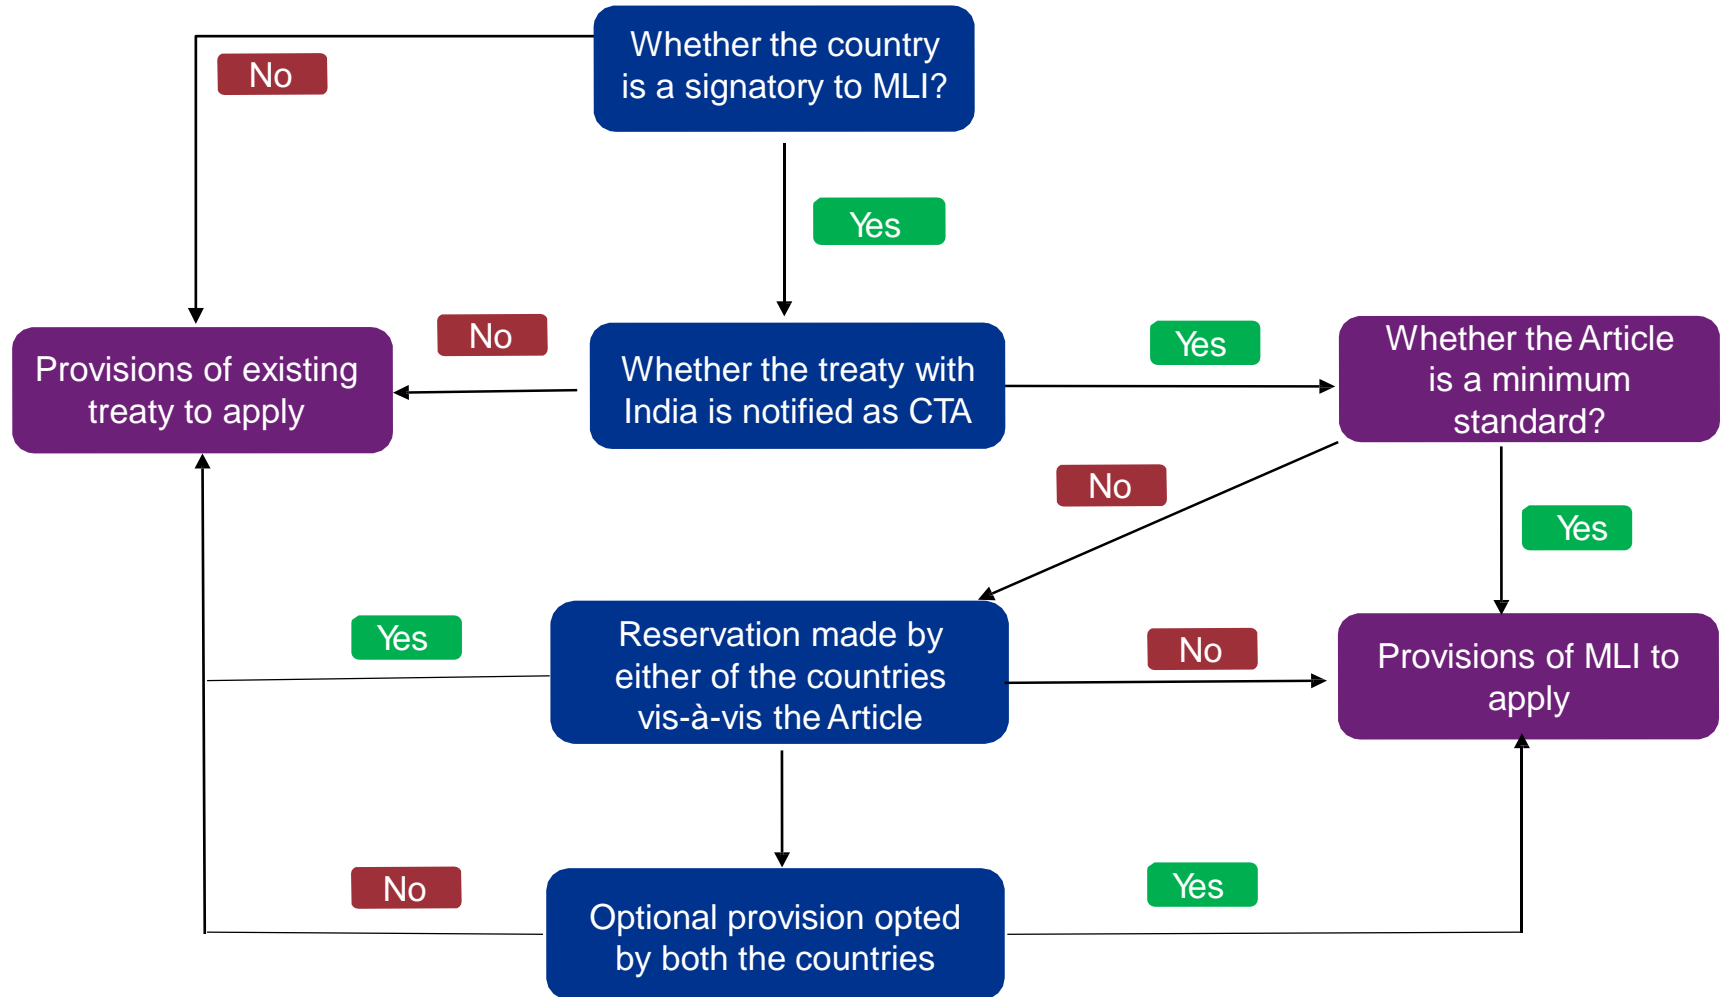 Whether the country
is a signatory to MLI?
No
Yes
No
Yes
Provisions of existing
treaty to apply
Whether the treaty with
India is notified as CTA
Whether the Article
is a minimum
standard?
No
Yes
Yes
Reservation made by
either of the countries
vis-à-vis the Article
No
Provisions of MLI to
apply
No
Optional provision opted
by both the countries
Yes